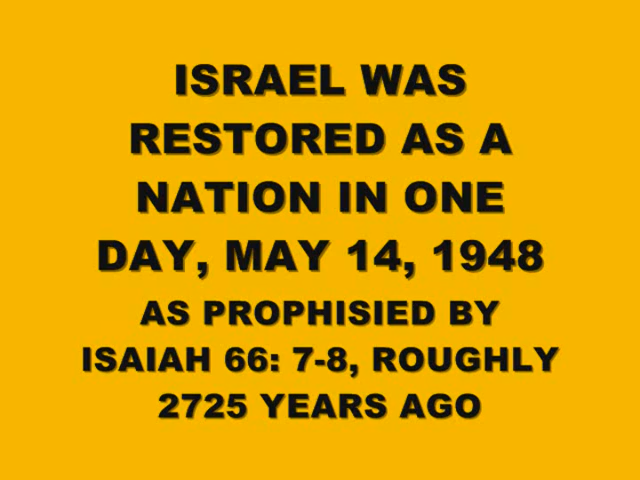 ISRAEL WAS
RESTORED AS A
NATION IN ONE
DAY, MAY 14, 1948
AS PROPHISIED BY
ISAIAH 66: 7-8, ROUGHLY
2725 YEARS AGO